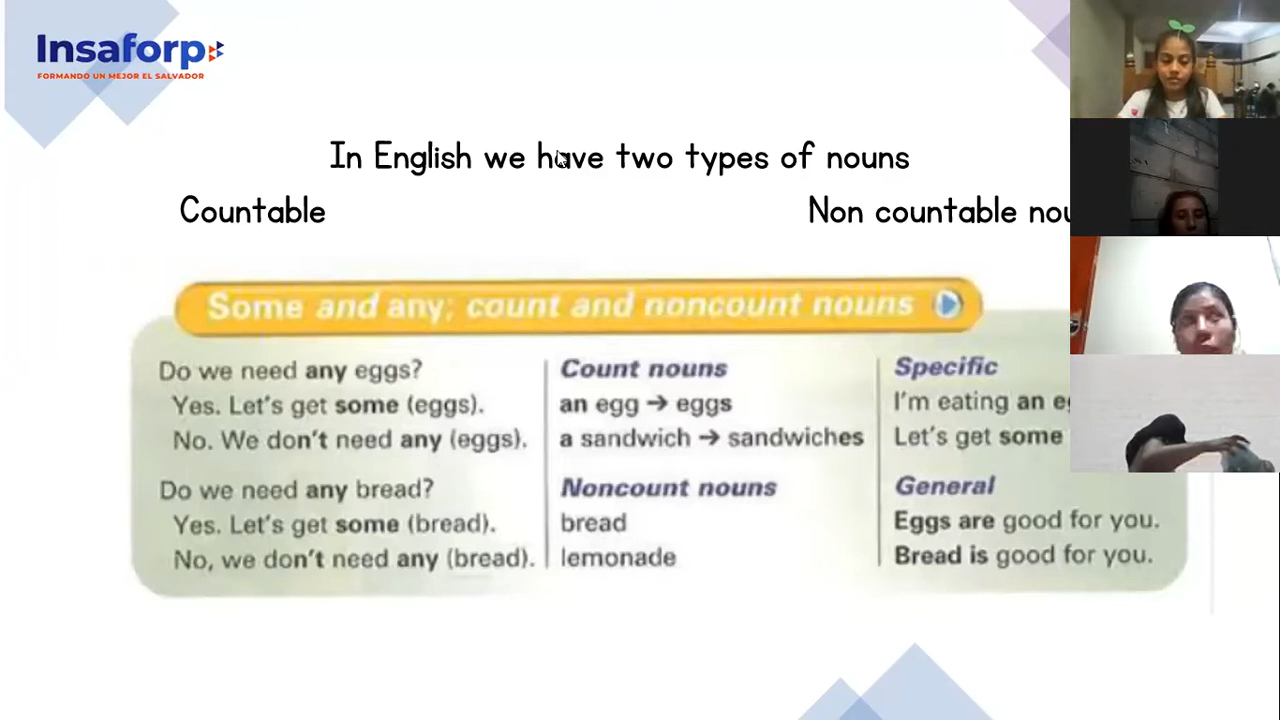 Insaforp
FORMANDO UN MEJOR EL SALVADOR
In English we have two types of nouns
Countable
Non countable
Some and any; count and noncount nouns
Do we need any eggs?
Yes. Let's get some (eggs).
No. We don't need any (eggs).
Do we need any bread?
Yes. Let's get some (bread).
No, we don't need any (bread).
Count nouns
an egg → eggs
a sandwich → sandwiches
Noncount nouns
bread
lemonade
Specific
I'm eating an
Let's get some
General
Eggs are good for you.
Bread is good for you.